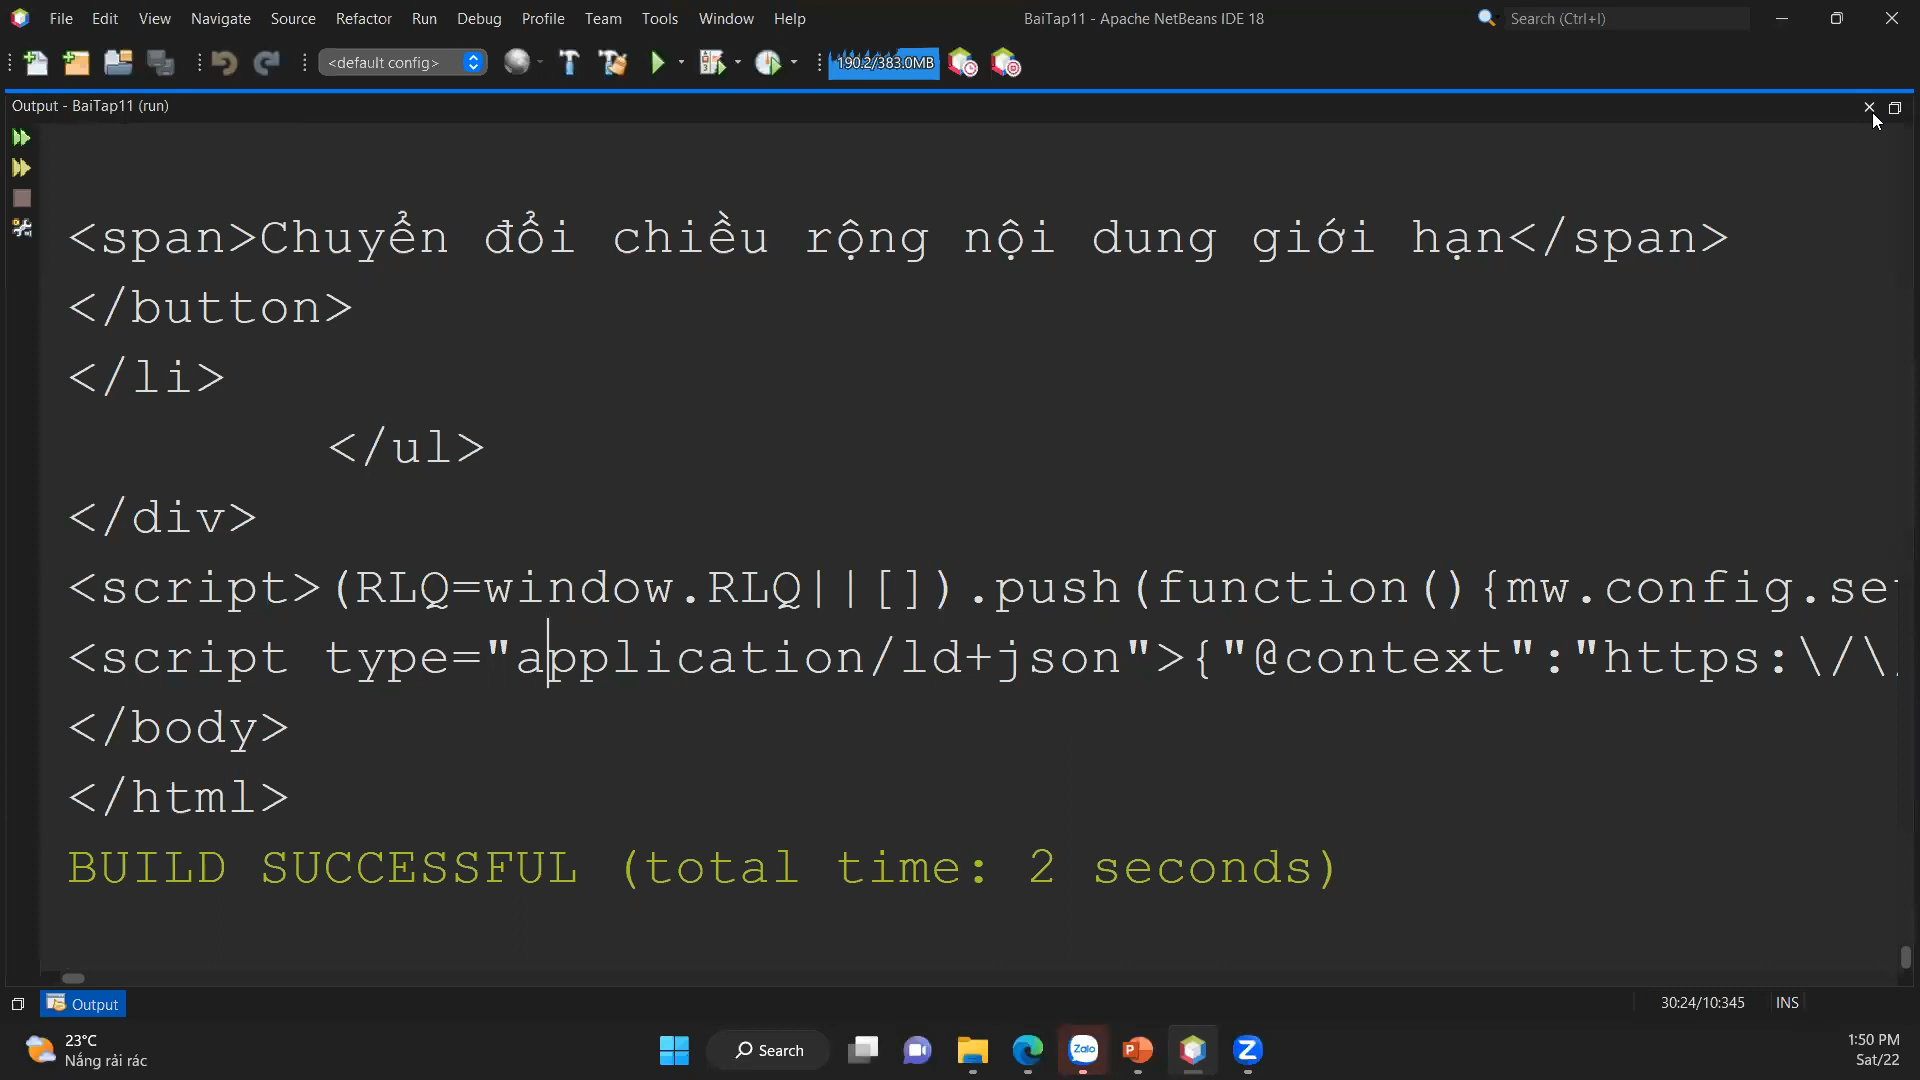 File Edit View Navigate Source Refactor Run Debug Profile Team Tools Window Help
BaiTap11 - Apache NetBeans IDE 18
Search (Ctrl+I)
<default config>
190.2/383.0MB
Output - BaiTap11 (run)
<span>Chuyển đổi chiều rộng nội dung giới hạn</span>
</button>
</li>
</ul>
</div>
<script>(RLQ=window.RLQ||[]).push(function(){mw.config.se
<script type="application/ld+json">{"@context":"https:\/\
</body>
</html>
BUILD SUCCESSFUL (total time: 2 seconds)
Output
30:24/10:345
INS
23°C
Nắng rải rác
Search
Zalo
1:50 PM
Sat/22